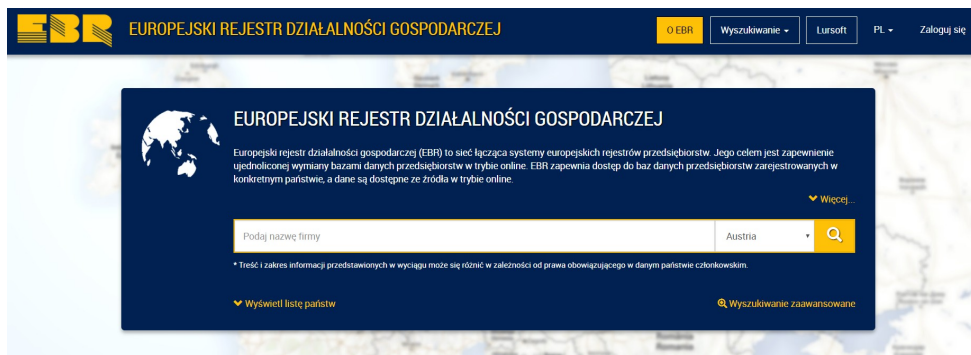 EBR EUROPEJSKI REJESTR DZIAŁALNOŚCI GOSPODARCZEJ O EBR Wyszukiwanie Lursoft PL Zaloguj się
EUROPEJSKI REJESTR DZIAŁALNOŚCI GOSPODARCZEJ
Europejski rejestr działalności gospodarczej (EBR) to sieć łącząca systemy europejskich rejestrów przedsiębiorstw. Jego celem jest zapewnienie
ujednoliconej wymiany bazami danych przedsiębiorstw w trybie online. EBR zapewnia dostęp do baz danych przedsiębiorstw zarejestrowanych w
konkretnym państwie, a dane są dostępne ze źródła w trybie online.
Więcej...
Podaj nazwę firmy Austria
* Treść i zakres informacji przedstawionych w wyciągu może się różnić w zależności od prawa obowiązującego w danym państwie członkowskim.
Wyświetl listę państw Wyszukiwanie zaawansowane
România
Romania